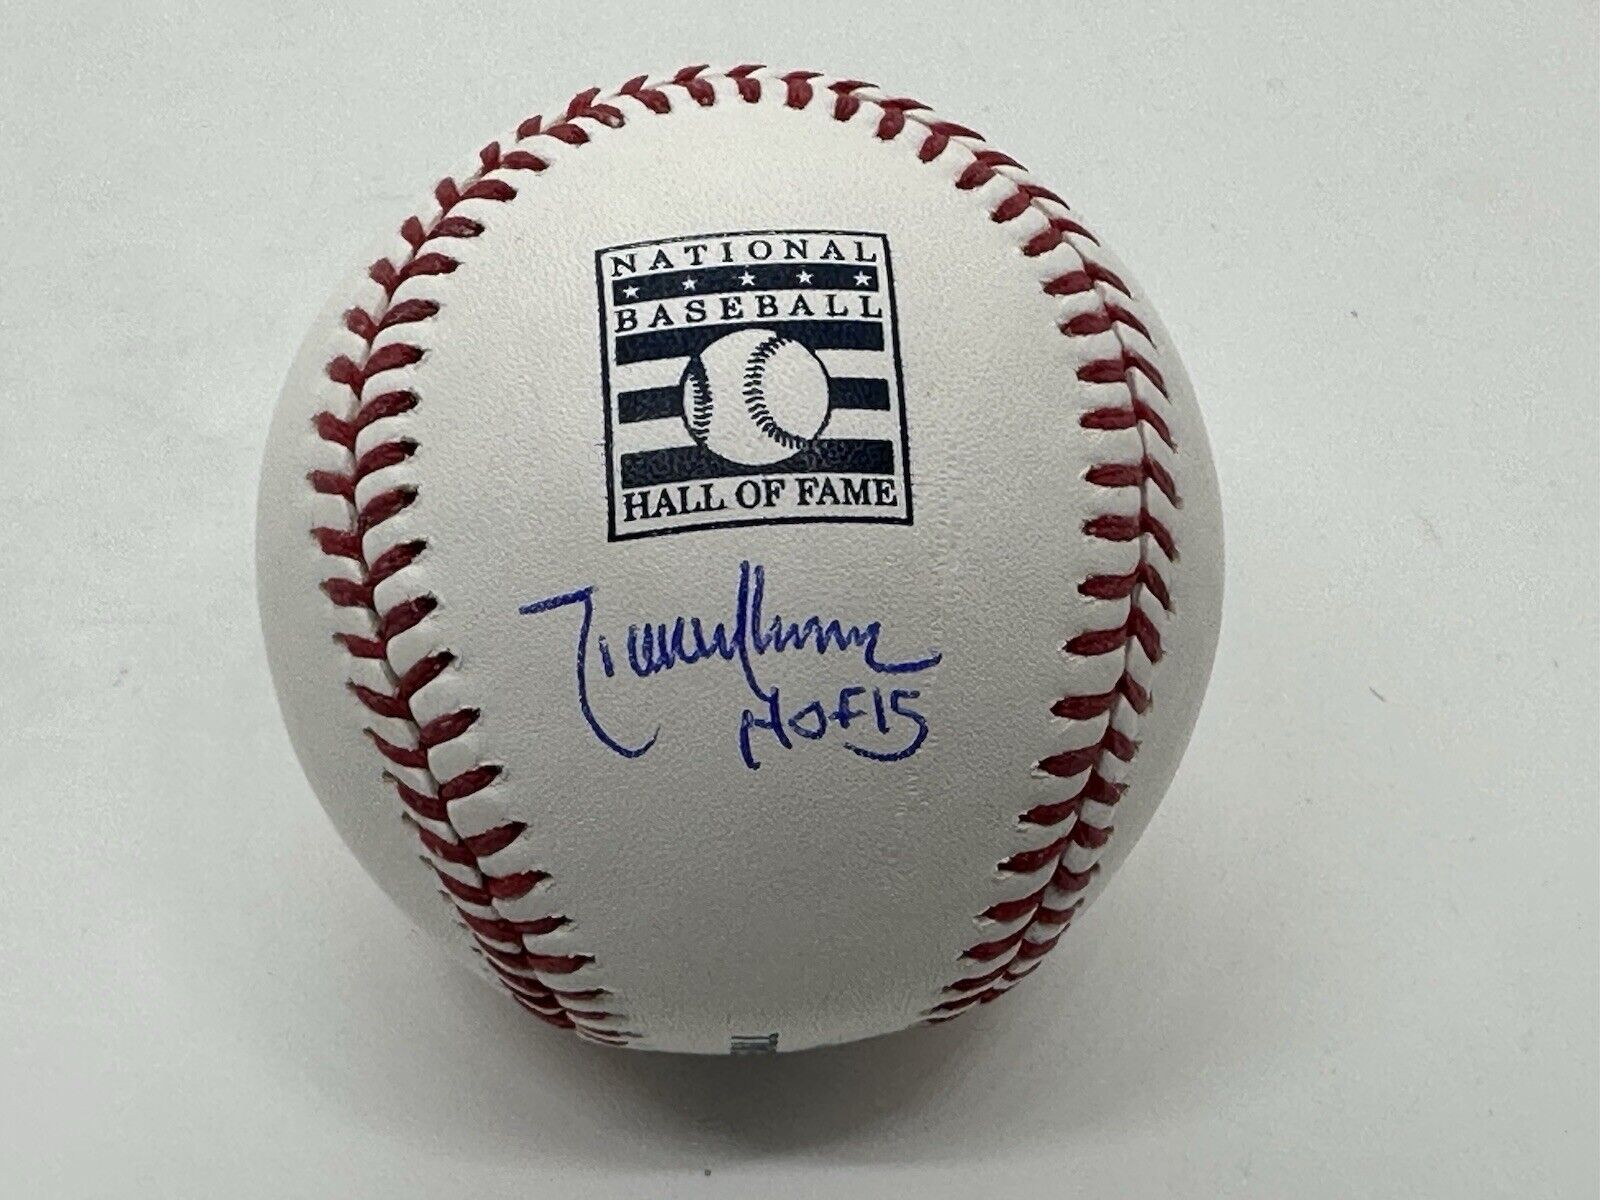 NATIONAL
BASEBALL
HALL OF FAME
HOF 15